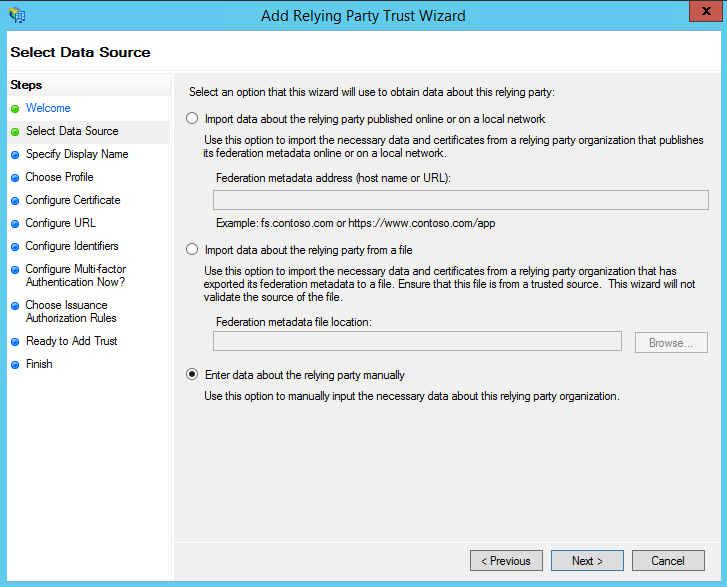 Add Relying Party Trust Wizard
X
Select Data Source
Steps
Welcome
Select Data Source
Specify Display Name
Choose Profile
Configure Certificate
Configure URL
Configure Identifiers
Configure Multi-factor
Authentication Now?
Choose Issuance
Authorization Rules
Ready to Add Trust
Finish
Select an option that this wizard will use to obtain data about this relying party:
Import data about the relying party published online or on a local network
Use this option to import the necessary data and certificates from a relying party organization that publishes
its federation metadata online or on a local network.
Federation metadata address (host name or URL):
Example: fs.contoso.com or https://www.contoso.com/app
Import data about the relying party from a file
Use this option to import the necessary data and certificates from a relying party organization that has
exported its federation metadata to a file. Ensure that this file is from a trusted source.  This wizard will not
validate the source of the file.
Federation metadata file location:
Browse...
Enter data about the relying party manually
Use this option to manually input the necessary data about this relying party organization.
< Previous
Next >
Cancel